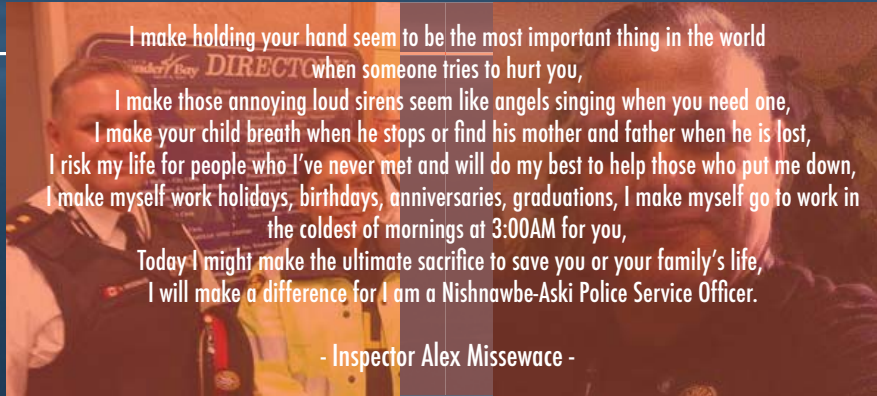 I make holding your hand seem to be the most important thing in the world
when someone tries to hurt you,
I make those annoying loud sirens seem like angels singing when you need one,
I make your child breath when he stops or find his mother and father when he is lost,
I risk my life for people who I've never met and will do my best to help those who put me down,
I make myself work holidays, birthdays, anniversaries, graduations, I make myself go to work in
the coldest of mornings at 3:00AM for you,
Today I might make the ultimate sacrifice to save you or your family's life,
I will make a difference for I am a Nishnawbe-Aski Police Service Officer.
- Inspector Alex Missewace -
Bay DIRECTORY